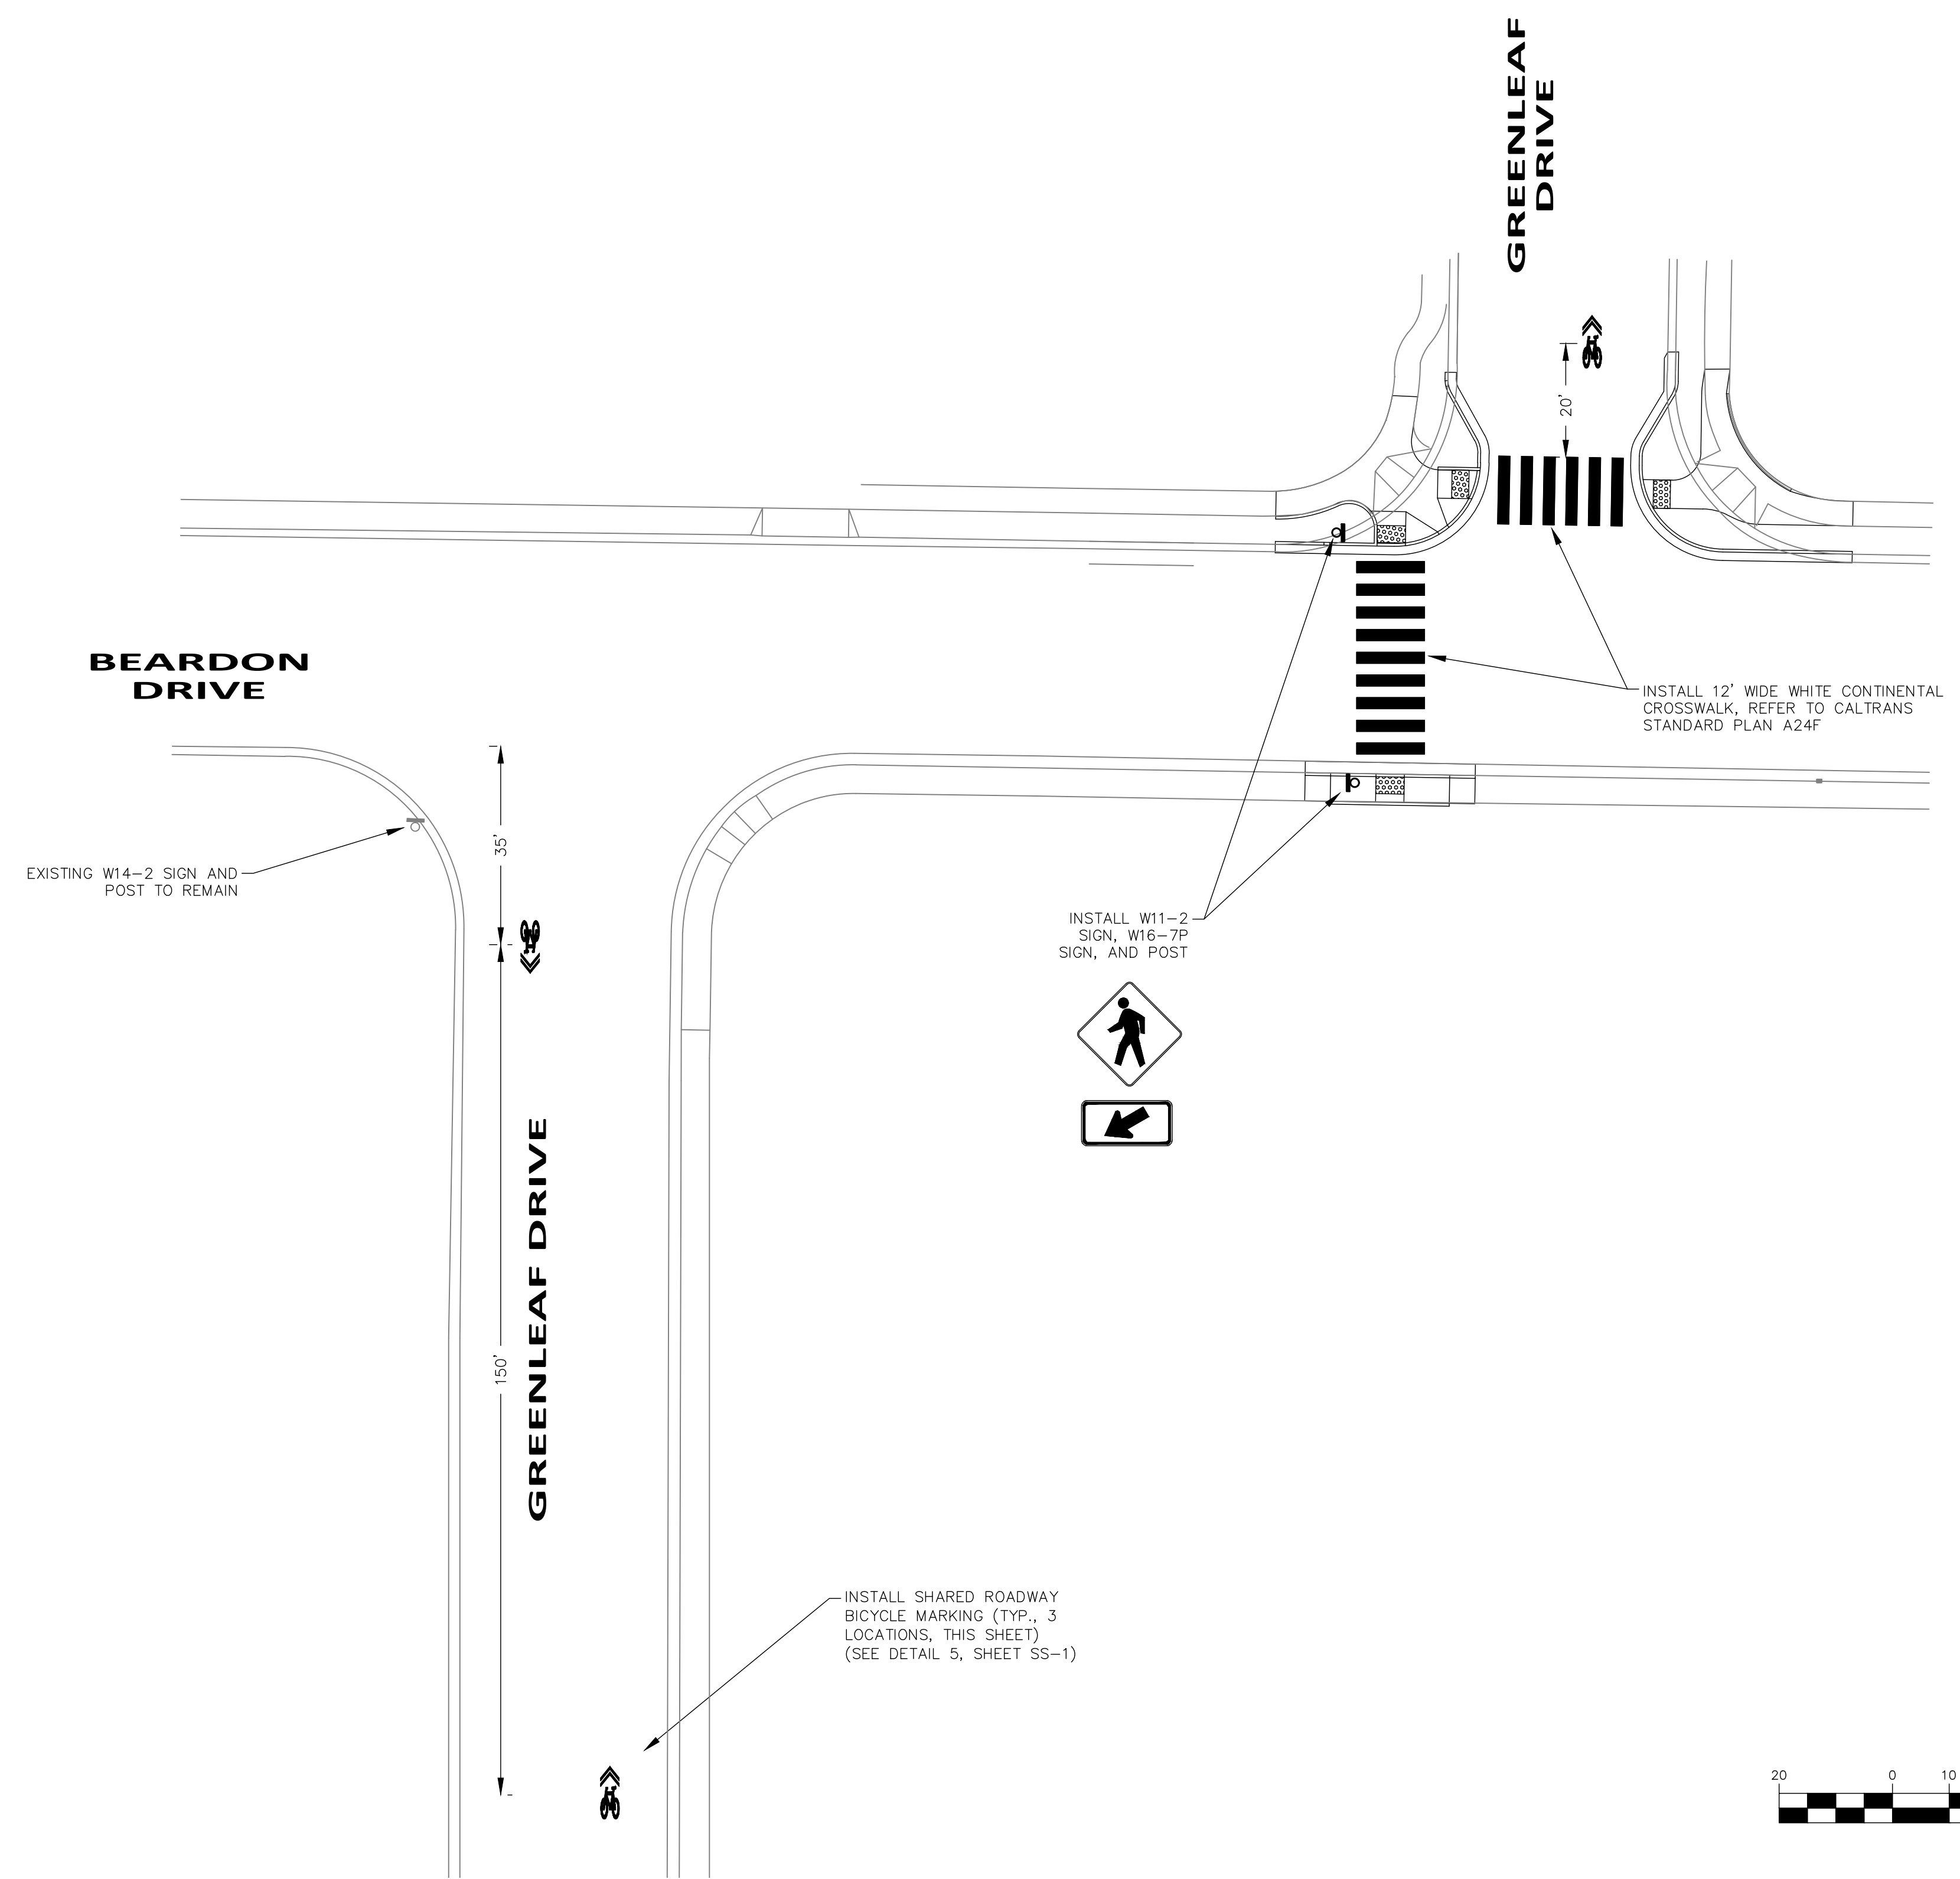 GREENLEAF
DRIVE
20'
BEARDON
DRIVE
INSTALL 12' WIDE WHITE CONTINENTAL
CROSSWALK, REFER TO CALTRANS
STANDARD PLAN A24F
35'
EXISTING W14-2 SIGN AND
POST TO REMAIN
INSTALL W11-2
SIGN, W16-7P
SIGN, AND POST
GREENLEAF DRIVE
150'
INSTALL SHARED ROADWAY
BICYCLE MARKING (TYP., 3
LOCATIONS, THIS SHEET)
(SEE DETAIL 5, SHEET SS-1)
20 0 10